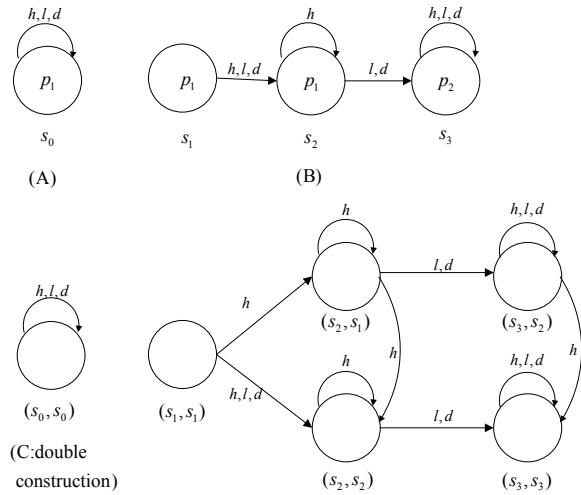 h,l,d
h
h,l,d
p1
p1
h,l,d
p1
l,d
p2
s0
s1
s2
s3
(A)
(B)
h
h,l,d
l,d
h,l,d
h
(s2,s1)
(s3,s2)
h
h
h,l,d
h
h,l,d
(s0,s0)
(s1,s1)
l,d
(s2,s2)
(s3,s3)
(C:double
construction)